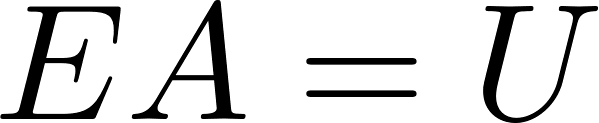 EA = U